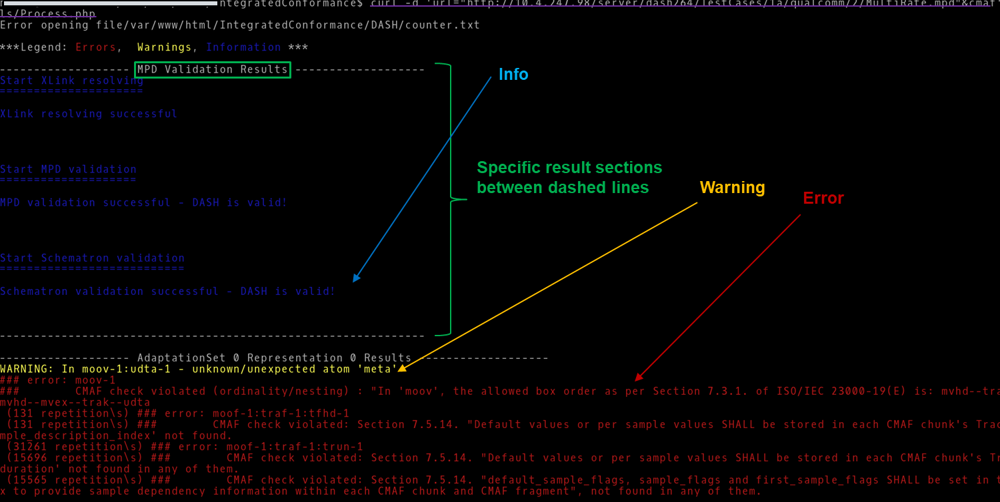 ntegratedConformance$ curl -d 'url="http://10.4.247.98/server/dash264/TestCases/1a/qualcomm/2/MultiRate.mpd"&cmaf
ls/Process.php
Error opening file/var/www/html/IntegratedConformance/DASH/counter.txt
***Legend: Errors, Warnings, Information ***
------------------- MPD Validation Results -------------------
Start XLink resolving
=====================
Info
XLink resolving successful
Start MPD validation
====================
Specific result sections
between dashed lines
Warning
Error
MPD validation successful - DASH is valid!
Start Schematron validation
===========================
Schematron validation successful - DASH is valid!
--------------------------------------------------------------
------------------- AdaptationSet 0 Representation 0 Results -------------------
WARNING: In moov-1:udta-1 - unknown/unexpected atom 'meta'
### error: moov-1
###        CMAF check violated (ordinality/nesting) : "In 'moov', the allowed box order as per Section 7.3.1. of ISO/IEC 23000-19(E) is: mvhd--tra
mvhd--mvex--trak--udta
(131 repetition\s) ### error: moof-1:traf-1:tfhd-1
(131 repetition\s) ###        CMAF check violated: Section 7.5.14. "Default values or per sample values SHALL be stored in each CMAF chunk's Trac
mple_description_index' not found.
(31261 repetition\s) ### error: moof-1:traf-1:trun-1
(15696 repetition\s) ###        CMAF check violated: Section 7.5.14. "Default values or per sample values SHALL be stored in each CMAF chunk's Tr
duration' not found in any of them.
(15565 repetition\s) ###        CMAF check violated: Section 7.5.14. "default_sample_flags, sample_flags and first_sample_flags SHALL be set in t
x to provide sample dependency information within each CMAF chunk and CMAF fragment", not found in any of them.